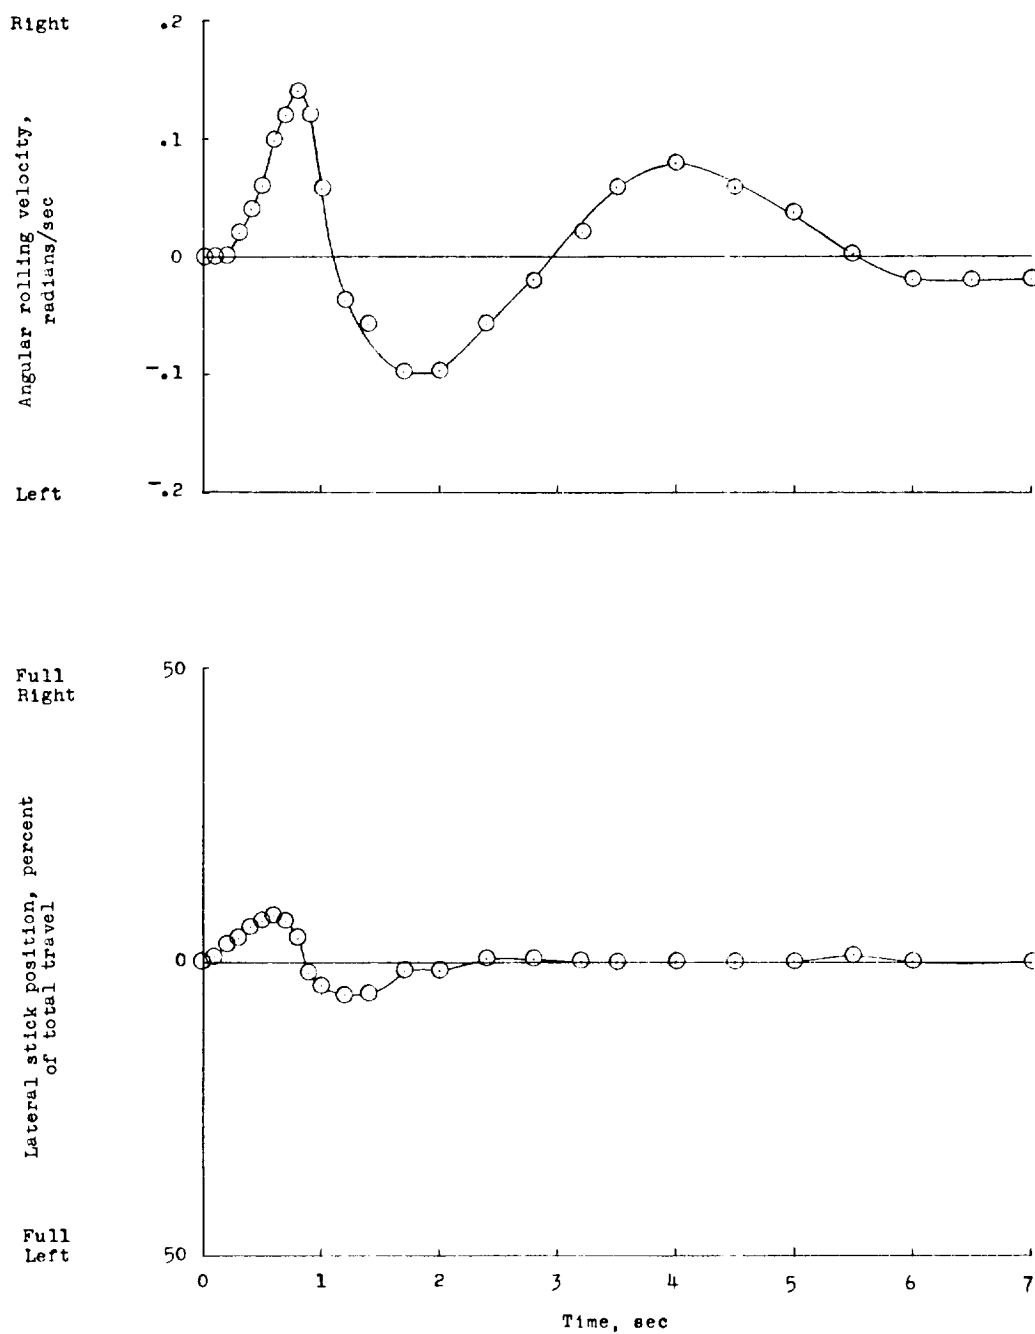 Right
.2
.1
0
-.1
-.2
Left
Angular rolling velocity,
radians/sec
Full
Right
50
0
50
Full
Left
Lateral stick position, percent
of total travel
0 1 2 3 4 5 6 7
Time, sec